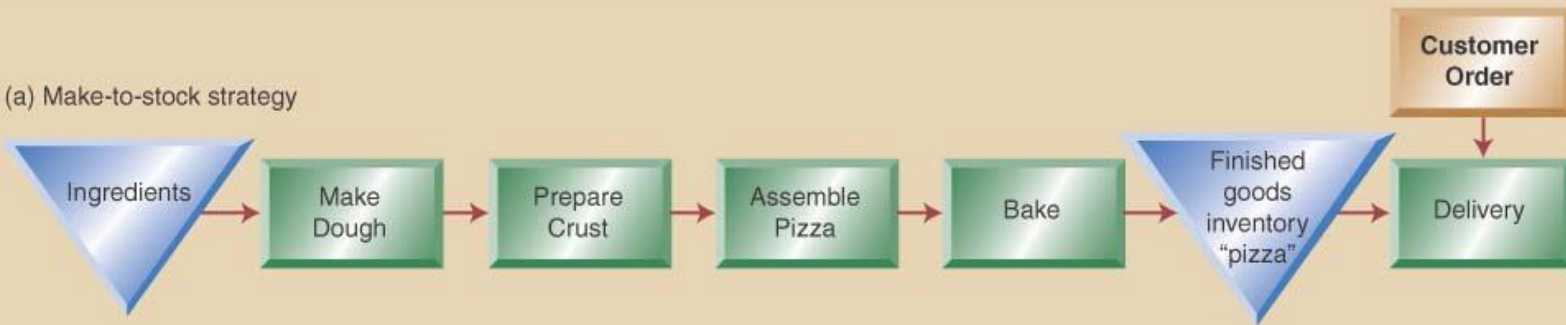 Customer
Order
(a) Make-to-stock strategy
Ingredients
Make
Dough
Prepare
Crust
Assemble
Pizza
Bake
Finished
goods
inventory
“pizza”
Delivery